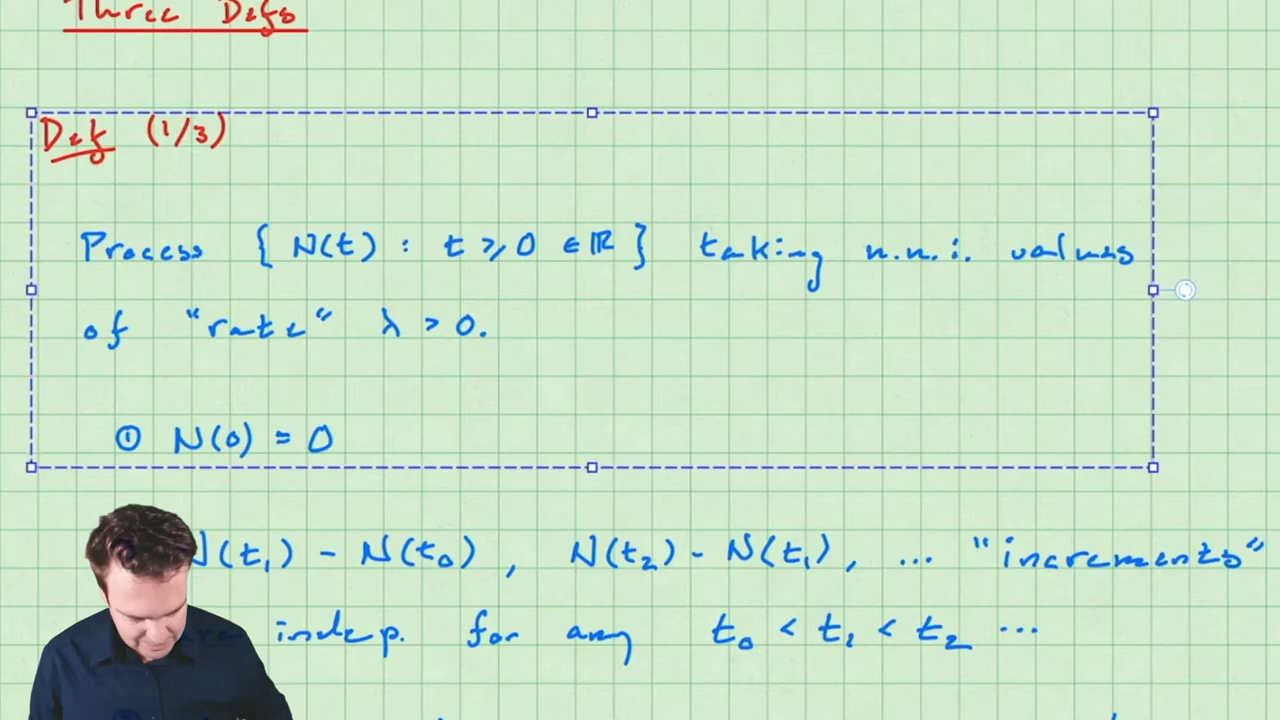 Three Defs
Def (1/3)
Process { N(t) : t ⩾ 0 ∈ ℝ } taking n.n.i. values
of "rate" λ > 0.
① N(0) = 0
N(t₁) - N(t₀) , N(t₂) - N(t₁) , ... "increments"
are indep. for any t₀ < t₁ < t₂ ...